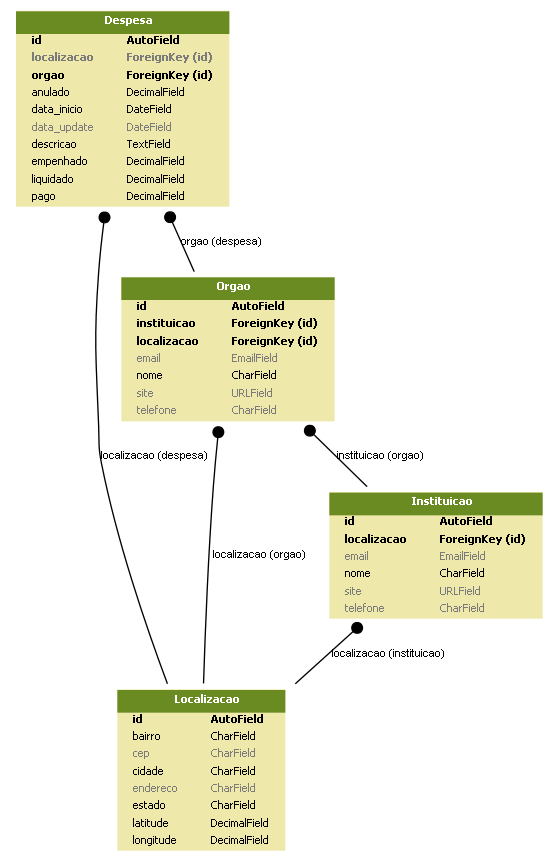 Despesa
id AutoField
localizacao ForeignKey (id)
orgao ForeignKey (id)
anulado DecimalField
data_inicio DateField
data_update DateField
descricao TextField
empenhado DecimalField
liquidado DecimalField
pago DecimalField
orgao (despesa)
Orgao
id AutoField
instituicao ForeignKey (id)
localizacao ForeignKey (id)
email EmailField
nome CharField
site URLField
telefone CharField
localizacao (despesa)
instituicao (orgao)
Instituicao
id AutoField
localizacao ForeignKey (id)
email EmailField
nome CharField
site URLField
telefone CharField
localizacao (orgao)
localizacao (instituicao)
Localizacao
id AutoField
bairro CharField
cep CharField
cidade CharField
endereco CharField
estado CharField
latitude DecimalField
longitude DecimalField